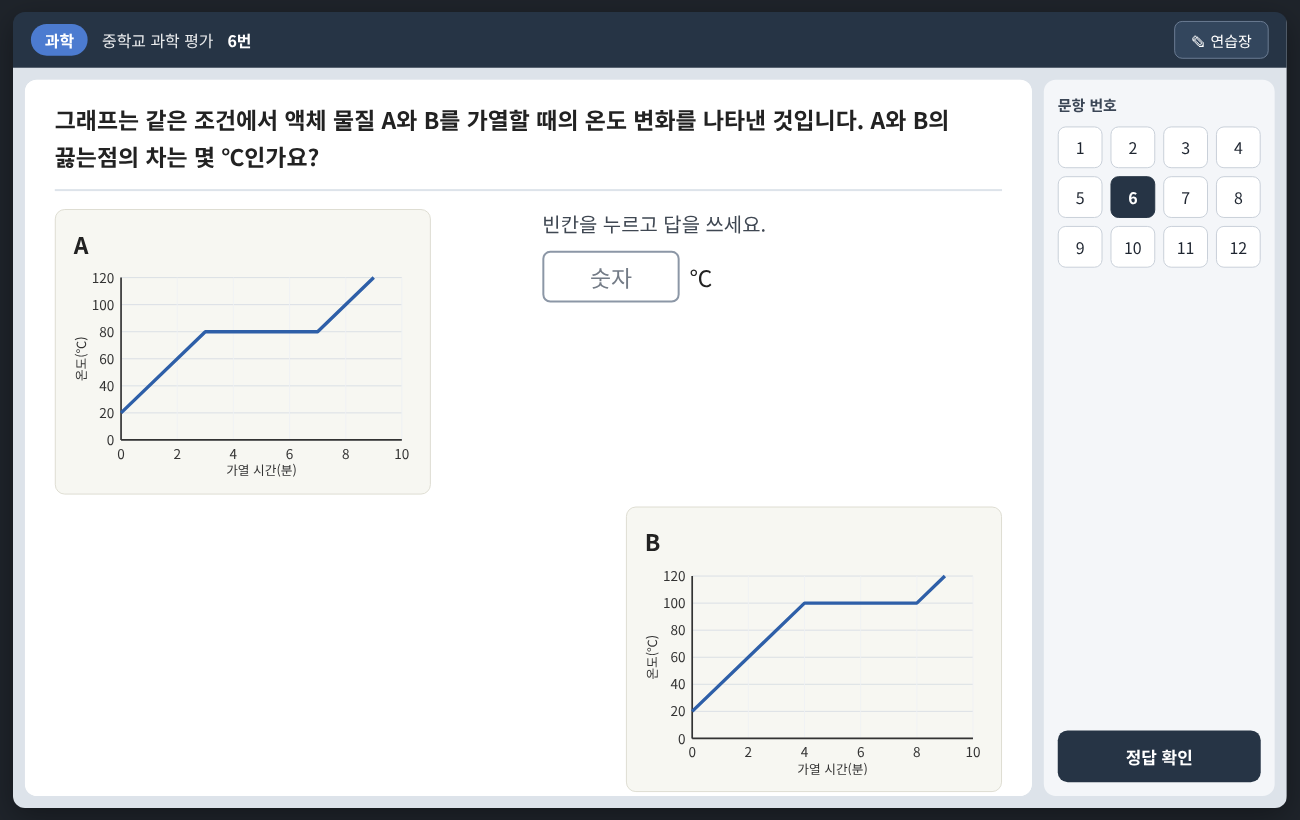 과학 중학교 과학 평가 6번
✎ 연습장
그래프는 같은 조건에서 액체 물질 A와 B를 가열할 때의 온도 변화를 나타낸 것입니다. A와 B의
끓는점의 차는 몇 ℃인가요?
A
120
100
80
60
40
20
0
온도(℃)
0 2 4 6 8 10
가열 시간(분)
빈칸을 누르고 답을 쓰세요.
숫자 ℃
B
120
100
80
60
40
20
0
온도(℃)
0 2 4 6 8 10
가열 시간(분)
문항 번호
1 2 3 4
5 6 7 8
9 10 11 12
정답 확인